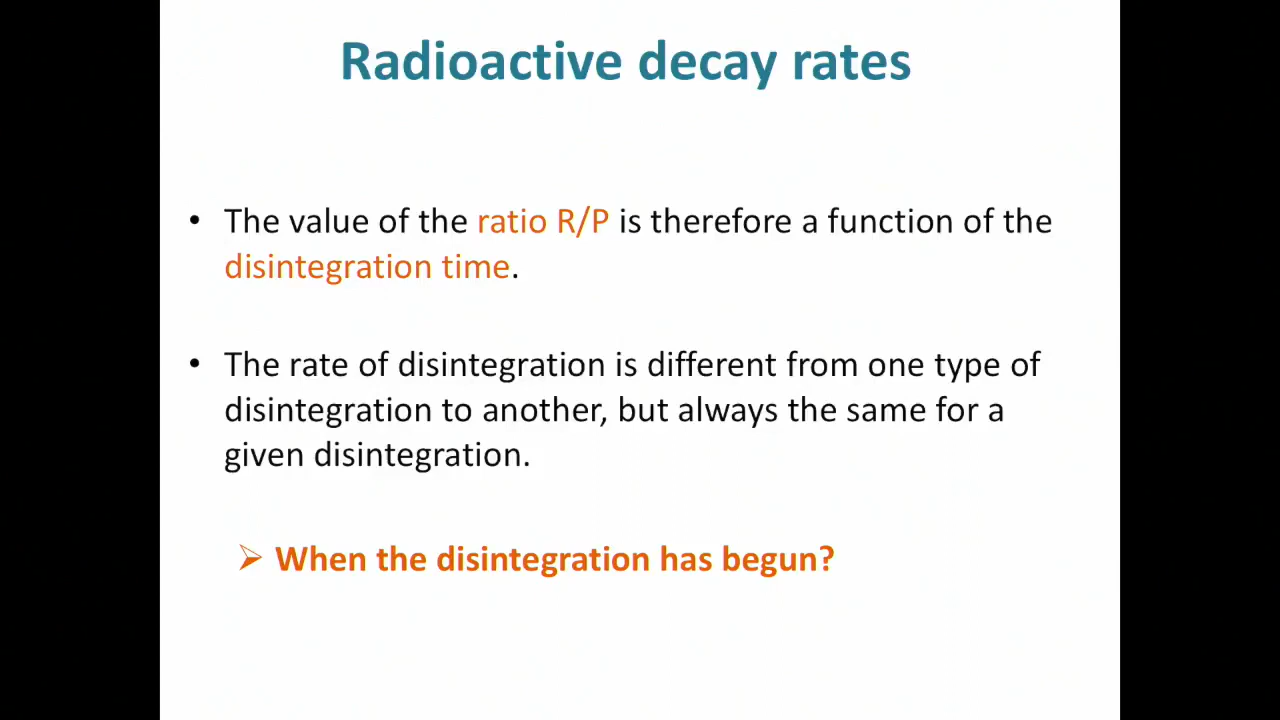 Radioactive decay rates
• The value of the ratio R/P is therefore a function of the
disintegration time.
• The rate of disintegration is different from one type of
disintegration to another, but always the same for a
given disintegration.
➢ When the disintegration has begun?